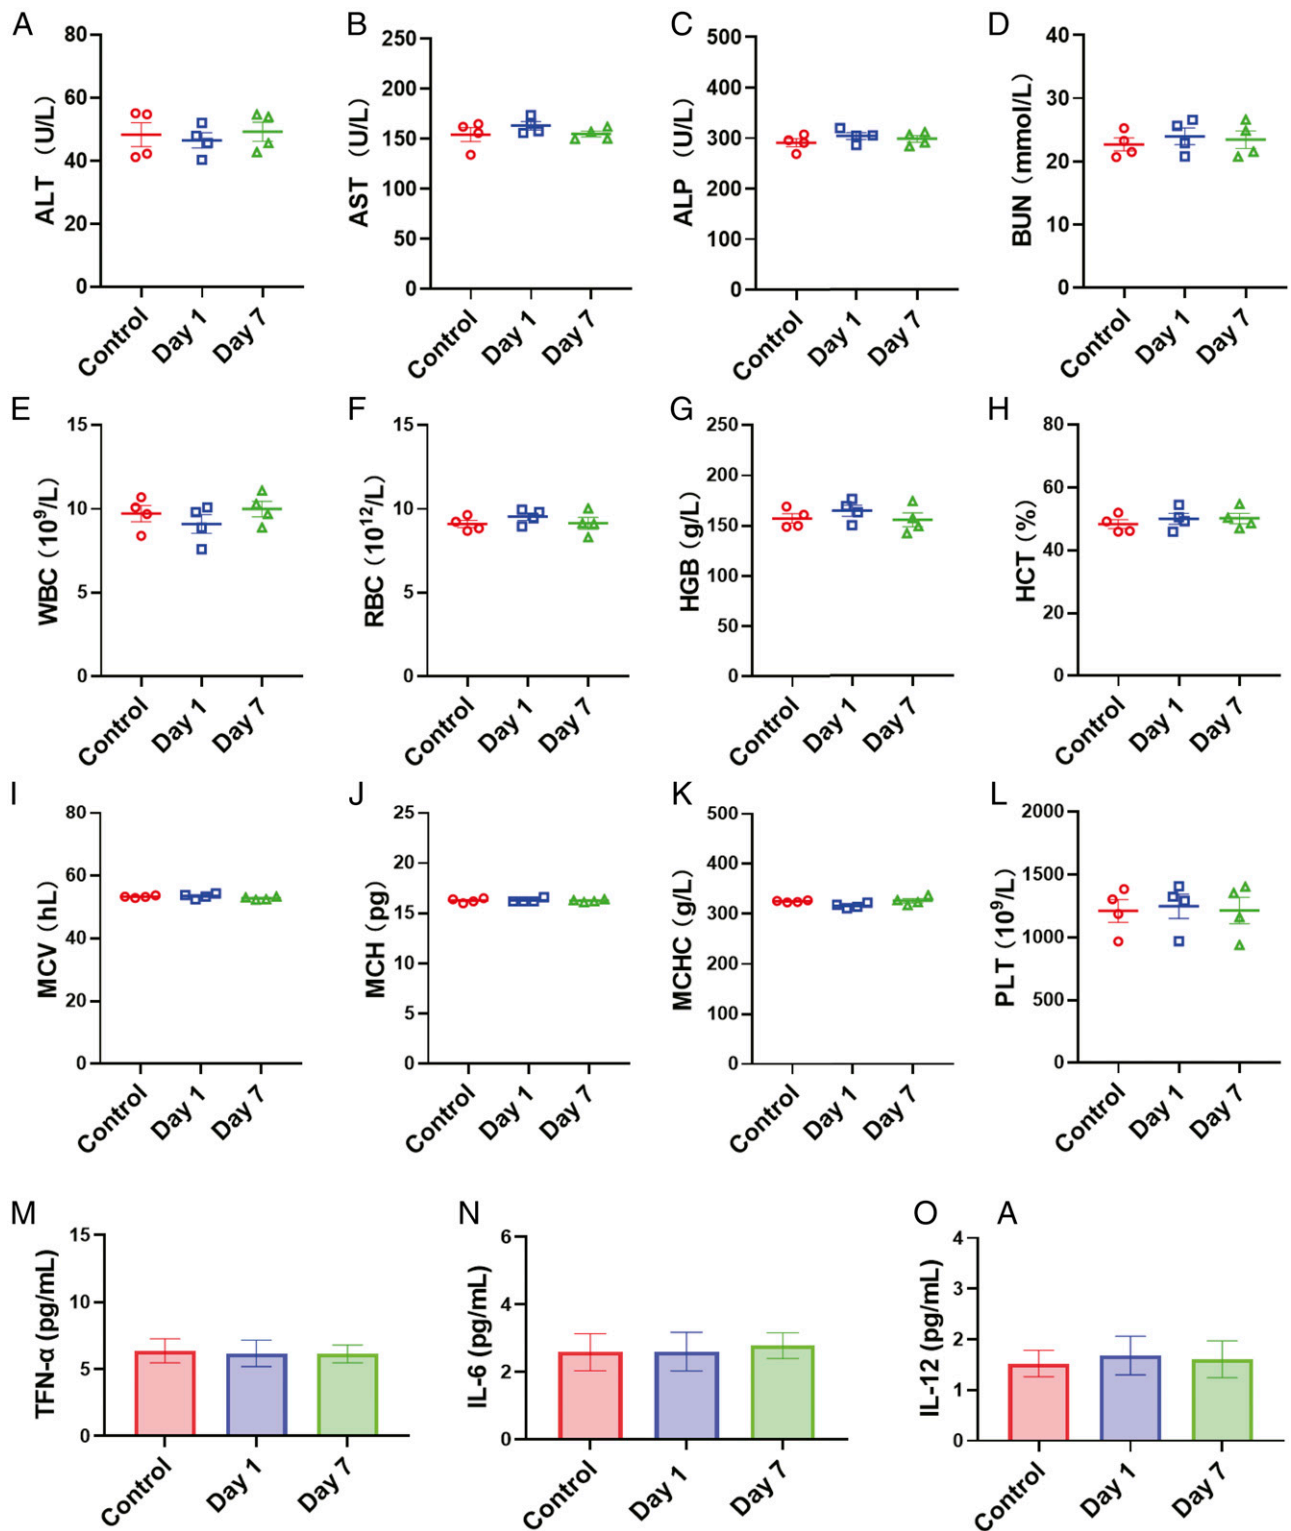 A
ALT (U/L)
80
60
40
20
0
Control
Day 1
Day 7
B
AST (U/L)
250
200
150
100
50
0
Control
Day 1
Day 7
C
ALP (U/L)
500
400
300
200
100
0
Control
Day 1
Day 7
D
BUN (mmol/L)
40
30
20
10
0
Control
Day 1
Day 7
E
WBC (10⁹/L)
15
10
5
0
Control
Day 1
Day 7
F
RBC (10¹²/L)
15
10
5
0
Control
Day 1
Day 7
G
HGB (g/L)
250
200
150
100
50
0
Control
Day 1
Day 7
H
HCT (%)
80
60
40
20
0
Control
Day 1
Day 7
I
MCV (hL)
80
60
40
20
0
Control
Day 1
Day 7
J
MCH (pg)
25
20
15
10
5
0
Control
Day 1
Day 7
K
MCHC (g/L)
500
400
300
200
100
0
Control
Day 1
Day 7
L
PLT (10⁹/L)
2000
1500
1000
500
0
Control
Day 1
Day 7
M
TFN-α (pg/mL)
15
10
5
0
Control
Day 1
Day 7
N
IL-6 (pg/mL)
6
4
2
0
Control
Day 1
Day 7
O A
IL-12 (pg/mL)
4
3
2
1
0
Control
Day 1
Day 7